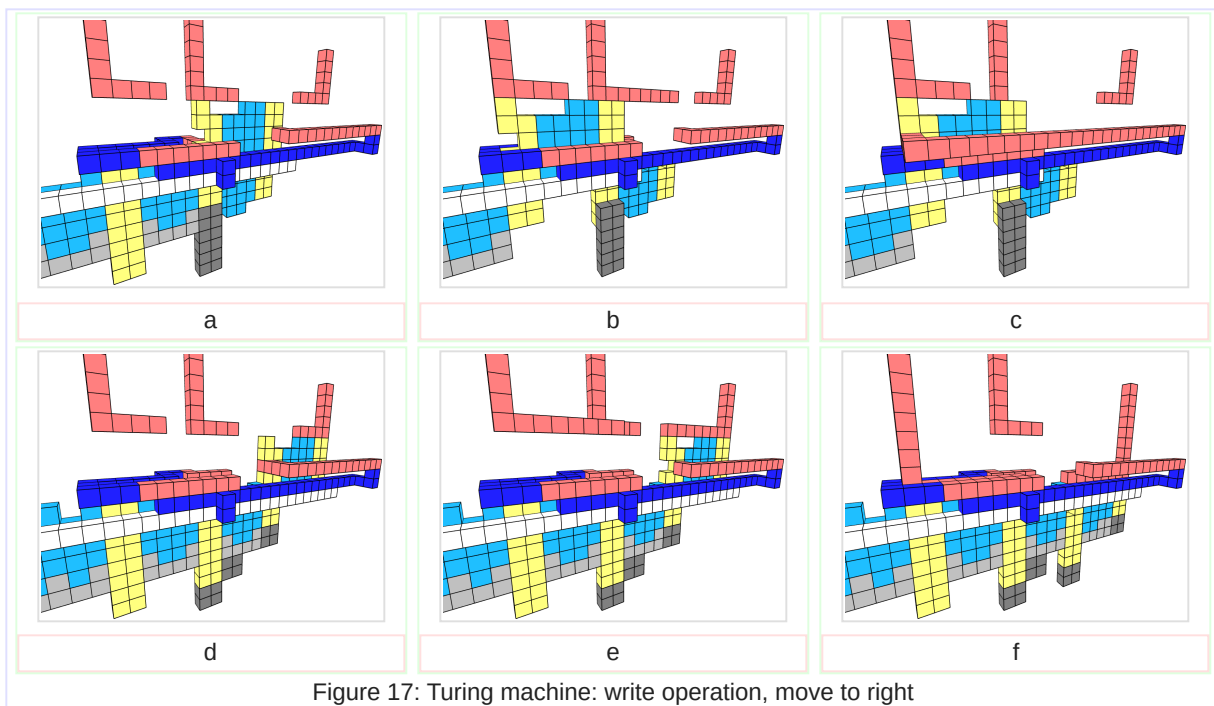 a
b
c
d
e
f
Figure 17: Turing machine: write operation, move to right